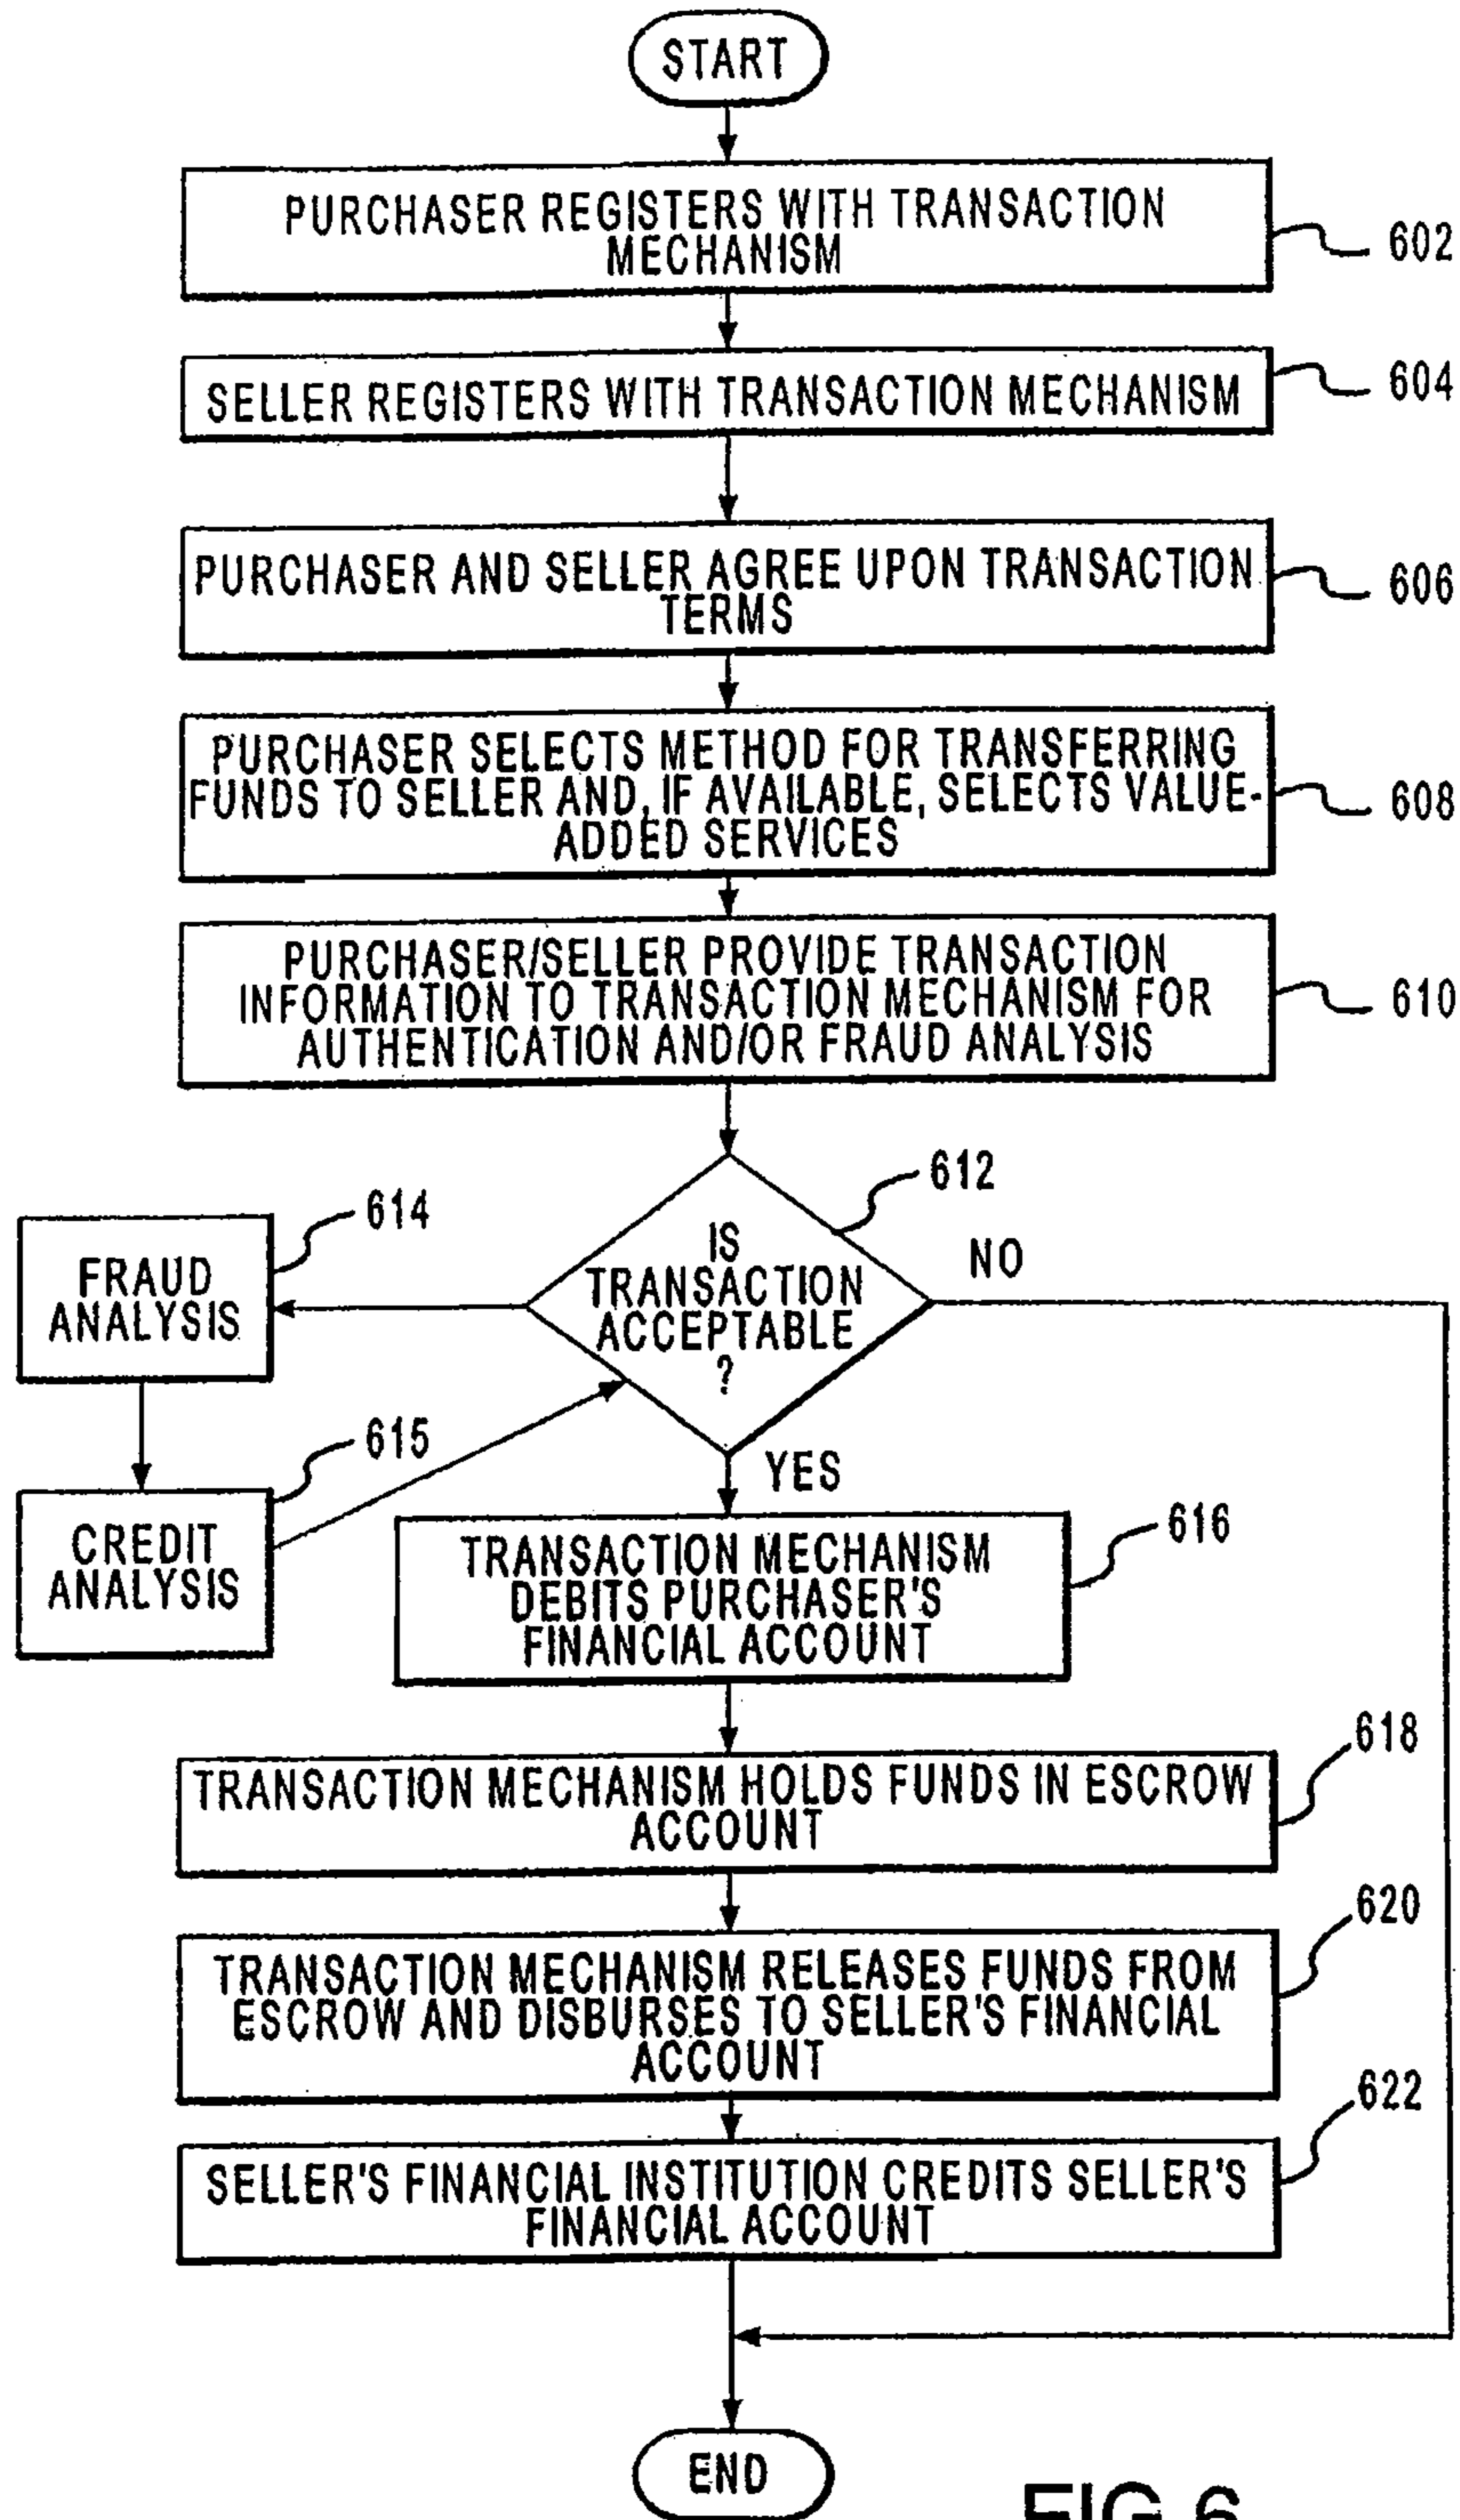 START
PURCHASER REGISTERS WITH TRANSACTION
MECHANISM
602
SELLER REGISTERS WITH TRANSACTION MECHANISM
604
PURCHASER AND SELLER AGREE UPON TRANSACTION
TERMS
606
PURCHASER SELECTS METHOD FOR TRANSFERRING
FUNDS TO SELLER AND, IF AVAILABLE, SELECTS VALUE-
ADDED SERVICES
608
PURCHASER/SELLER PROVIDE TRANSACTION
INFORMATION TO TRANSACTION MECHANISM FOR
AUTHENTICATION AND/OR FRAUD ANALYSIS
610
612
IS
TRANSACTION
ACCEPTABLE
?
NO
614
FRAUD
ANALYSIS
615
CREDIT
ANALYSIS
YES
616
TRANSACTION MECHANISM
DEBITS PURCHASER'S
FINANCIAL ACCOUNT
618
TRANSACTION MECHANISM HOLDS FUNDS IN ESCROW
ACCOUNT
620
TRANSACTION MECHANISM RELEASES FUNDS FROM
ESCROW AND DISBURSES TO SELLER'S FINANCIAL
ACCOUNT
622
SELLER'S FINANCIAL INSTITUTION CREDITS SELLER'S
FINANCIAL ACCOUNT
END
FIG.6